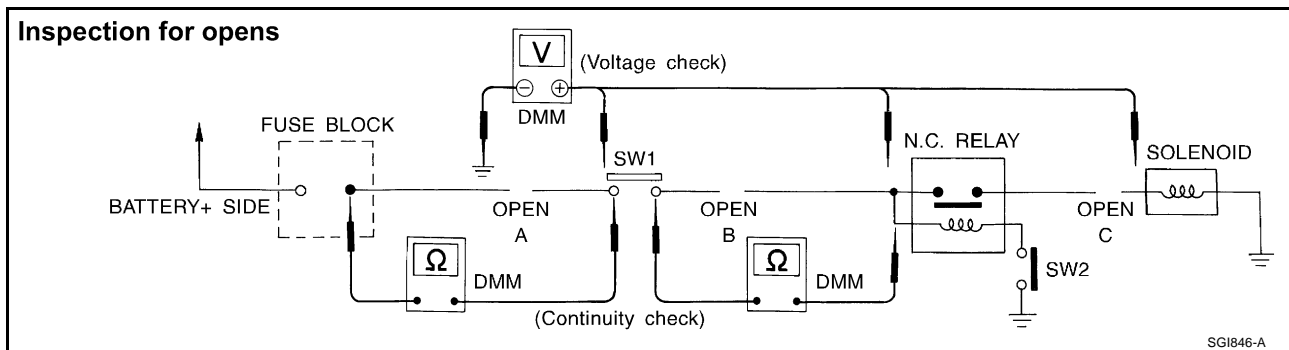 Inspection for opens
V
(Voltage check)
DMM
FUSE BLOCK
N.C. RELAY
SW1
SOLENOID
BATTERY+ SIDE
OPEN
A
OPEN
B
OPEN
C
Ω
DMM
Ω
DMM
SW2
(Continuity check)
SGI846-A